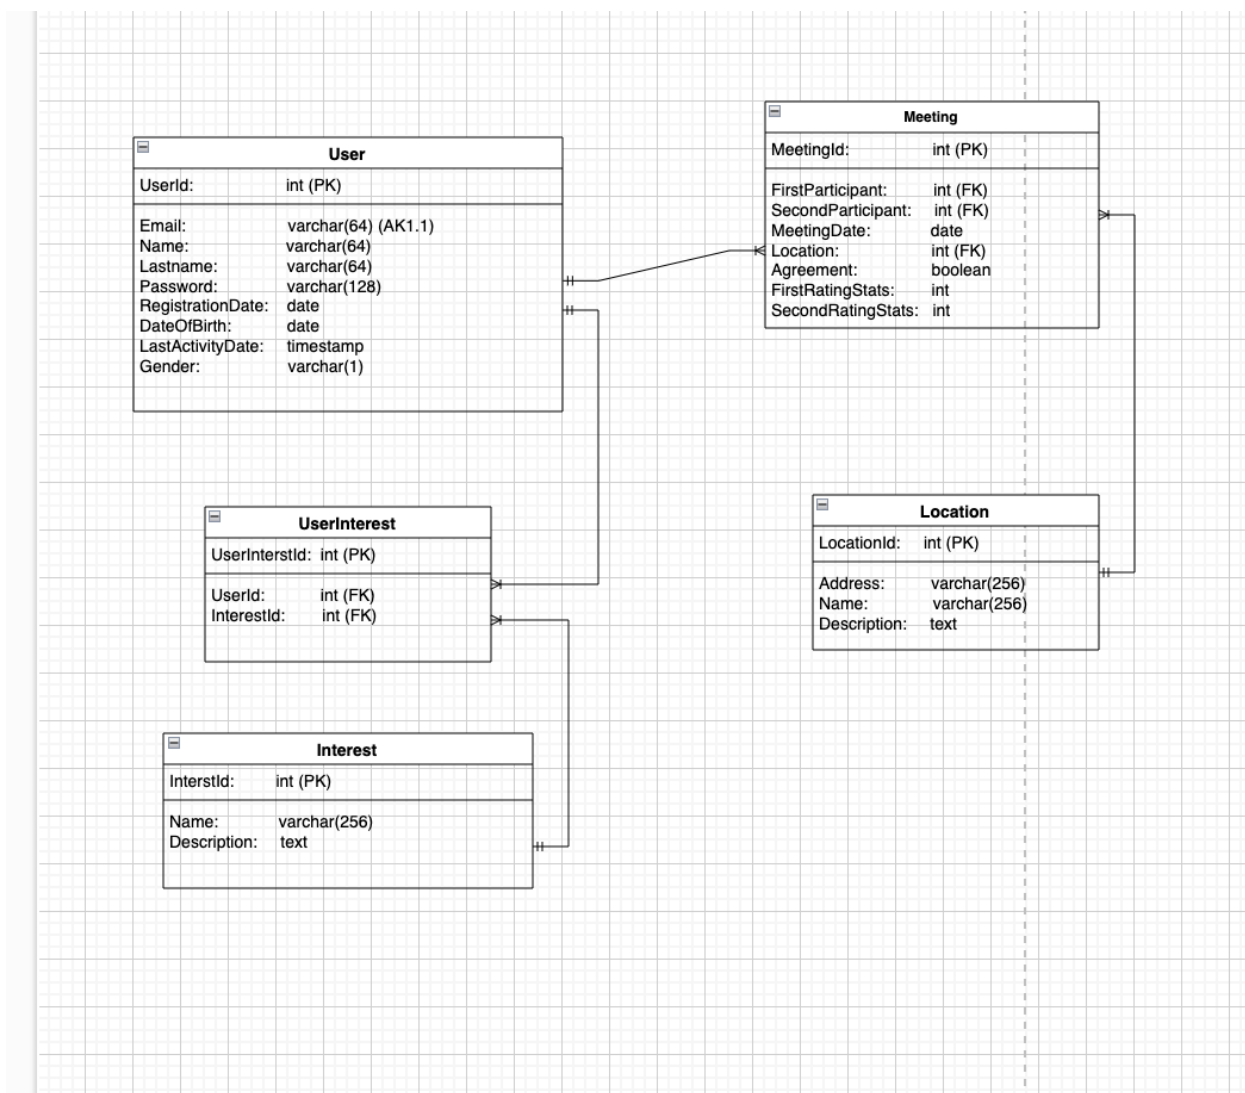 User
UserId: int (PK)
Email: varchar(64) (AK1.1)
Name: varchar(64)
Lastname: varchar(64)
Password: varchar(128)
RegistrationDate: date
DateOfBirth: date
LastActivityDate: timestamp
Gender: varchar(1)
Meeting
MeetingId: int (PK)
FirstParticipant: int (FK)
SecondParticipant: int (FK)
MeetingDate: date
Location: int (FK)
Agreement: boolean
FirstRatingStats: int
SecondRatingStats: int
UserInterest
UserInterstId: int (PK)
UserId: int (FK)
InterestId: int (FK)
Location
LocationId: int (PK)
Address: varchar(256)
Name: varchar(256)
Description: text
Interest
InterstId: int (PK)
Name: varchar(256)
Description: text